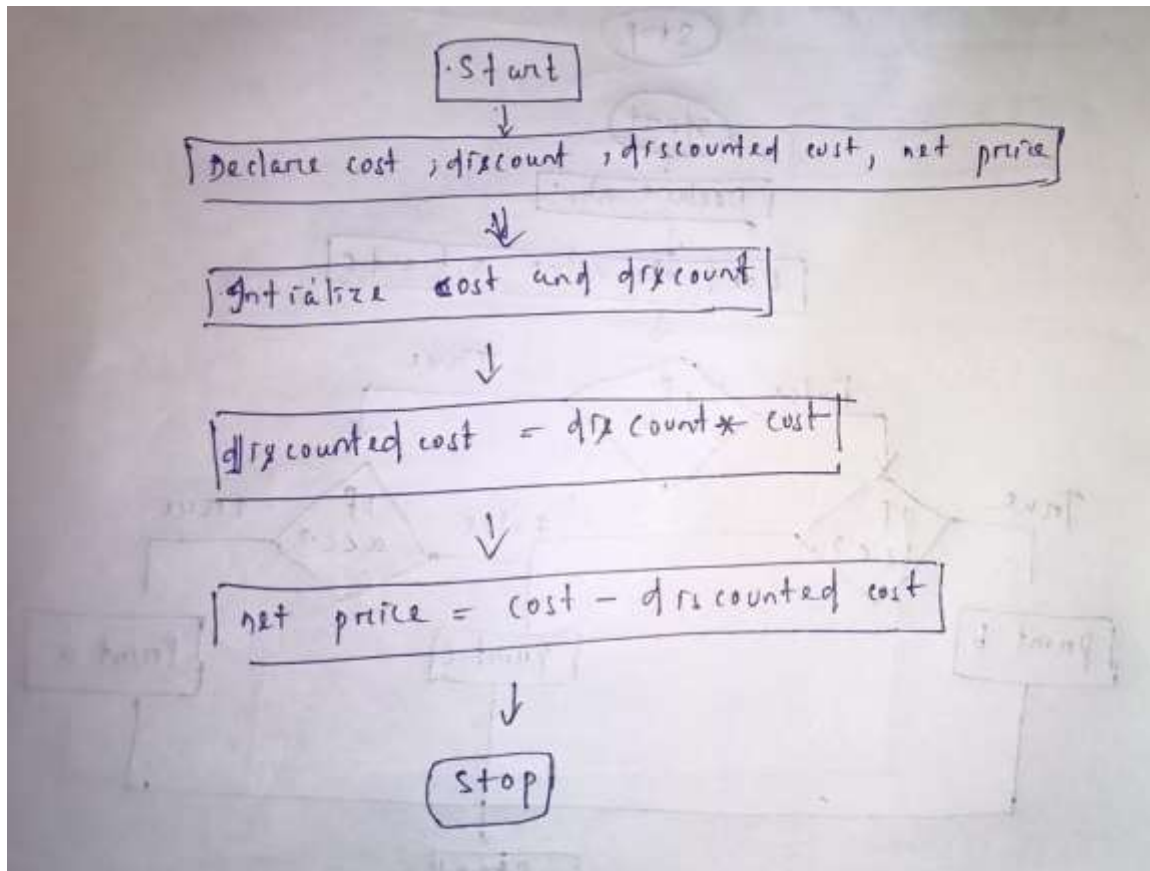 Start
Declare cost, discount, discounted cost, net price
Initialize cost and discount
discounted cost = discount * cost
net price = cost - discounted cost
Stop